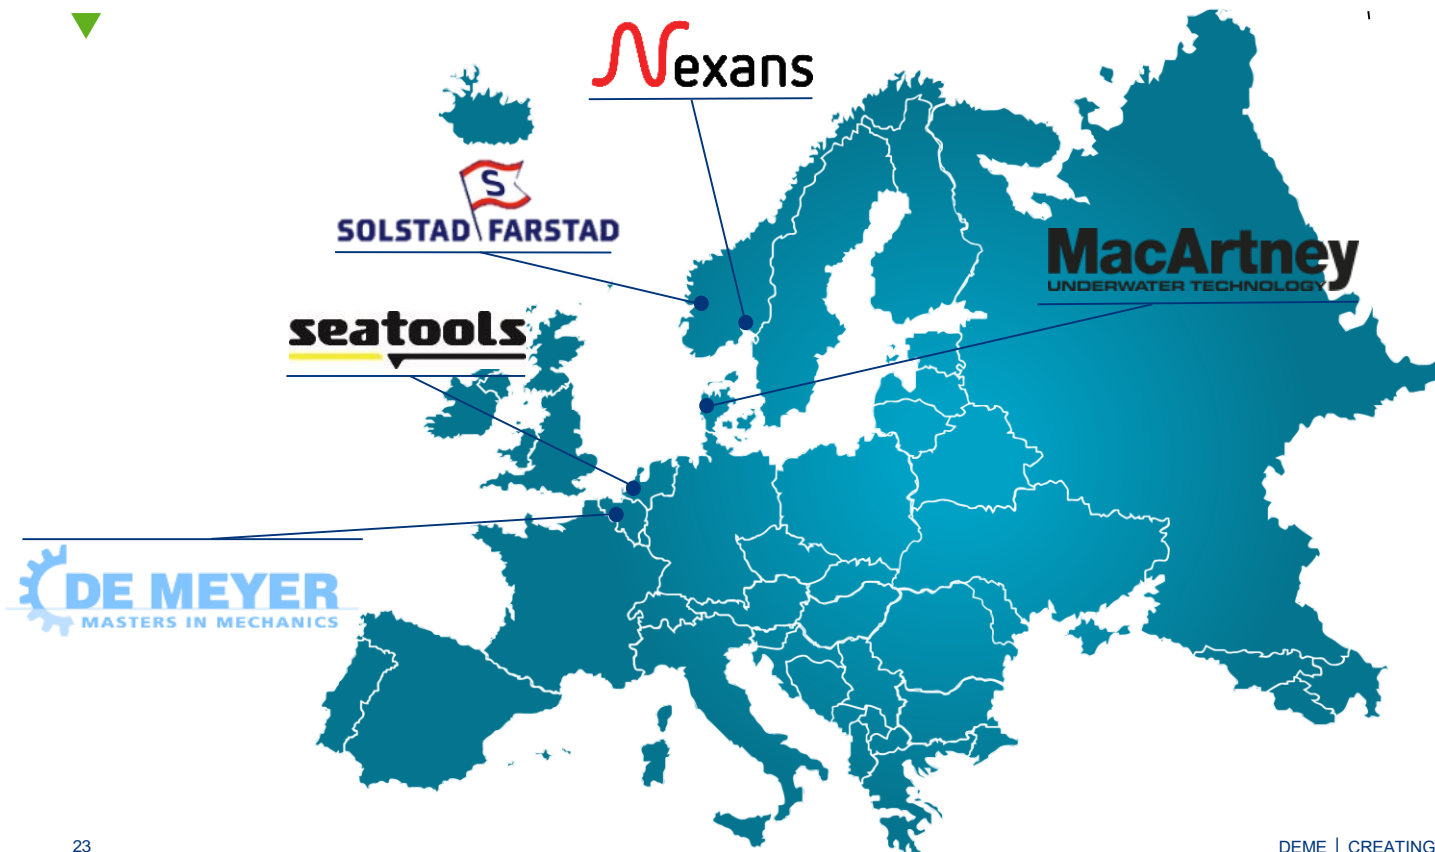 Nexans
S
SOLSTAD FARSTAD
MacArtney
UNDERWATER TECHNOLOGY
seatools
DE MEYER
MASTERS IN MECHANICS
23
DEME | CREATING